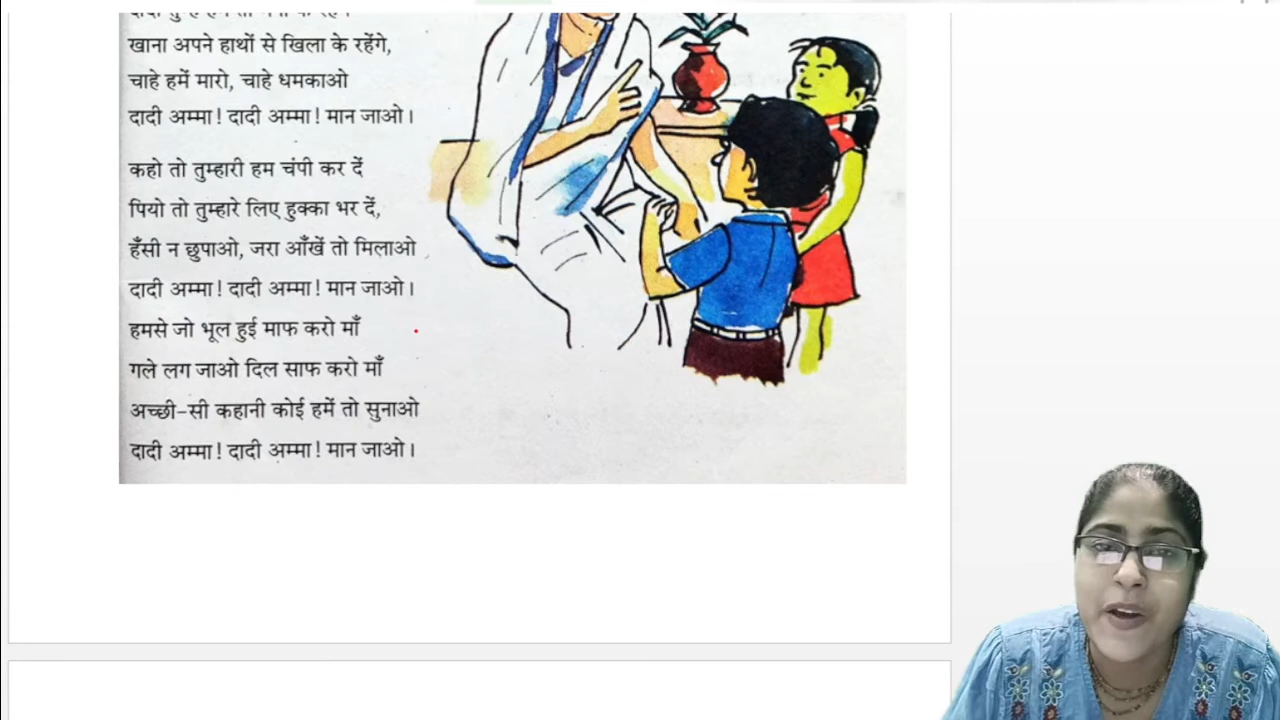 खाना अपने हाथों से खिला के रहेंगे,
चाहे हमें मारो, चाहे धमकाओ
दादी अम्मा! दादी अम्मा! मान जाओ।
कहो तो तुम्हारी हम चंपी कर दें
पियो तो तुम्हारे लिए हुक्का भर दें,
हँसी न छुपाओ, जरा आँखें तो मिलाओ
दादी अम्मा! दादी अम्मा! मान जाओ।
हमसे जो भूल हुई माफ करो माँ
गले लग जाओ दिल साफ करो माँ
अच्छी-सी कहानी कोई हमें तो सुनाओ
दादी अम्मा! दादी अम्मा! मान जाओ।